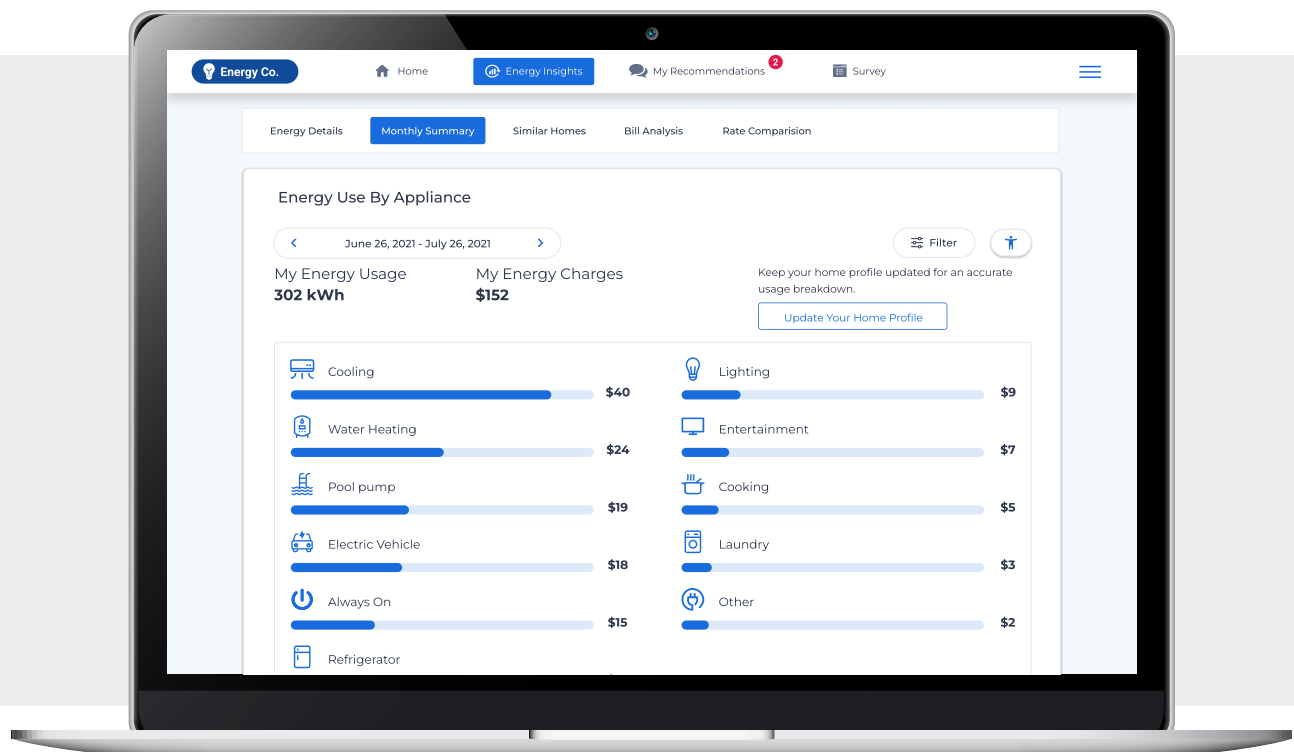 Energy Co.
Home
Energy Insights
My Recommendations
2
Survey
Energy Details
Monthly Summary
Similar Homes
Bill Analysis
Rate Comparision
Energy Use By Appliance
June 26, 2021 - July 26, 2021
Filter
My Energy Usage
302 kWh
My Energy Charges
$152
Keep your home profile updated for an accurate
usage breakdown.
Update Your Home Profile
Cooling
$40
Water Heating
$24
Pool pump
$19
Electric Vehicle
$18
Always On
$15
Refrigerator
Lighting
$9
Entertainment
$7
Cooking
$5
Laundry
$3
Other
$2